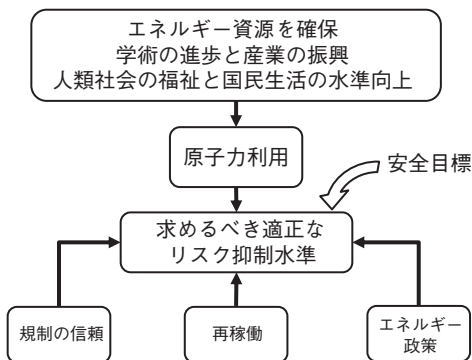 エネルギー資源を確保
学術の進歩と産業の振興
人類社会の福祉と国民生活の水準向上
原子力利用
安全目標
求めるべき適正な
リスク抑制水準
規制の信頼
再稼働
エネルギー
政策